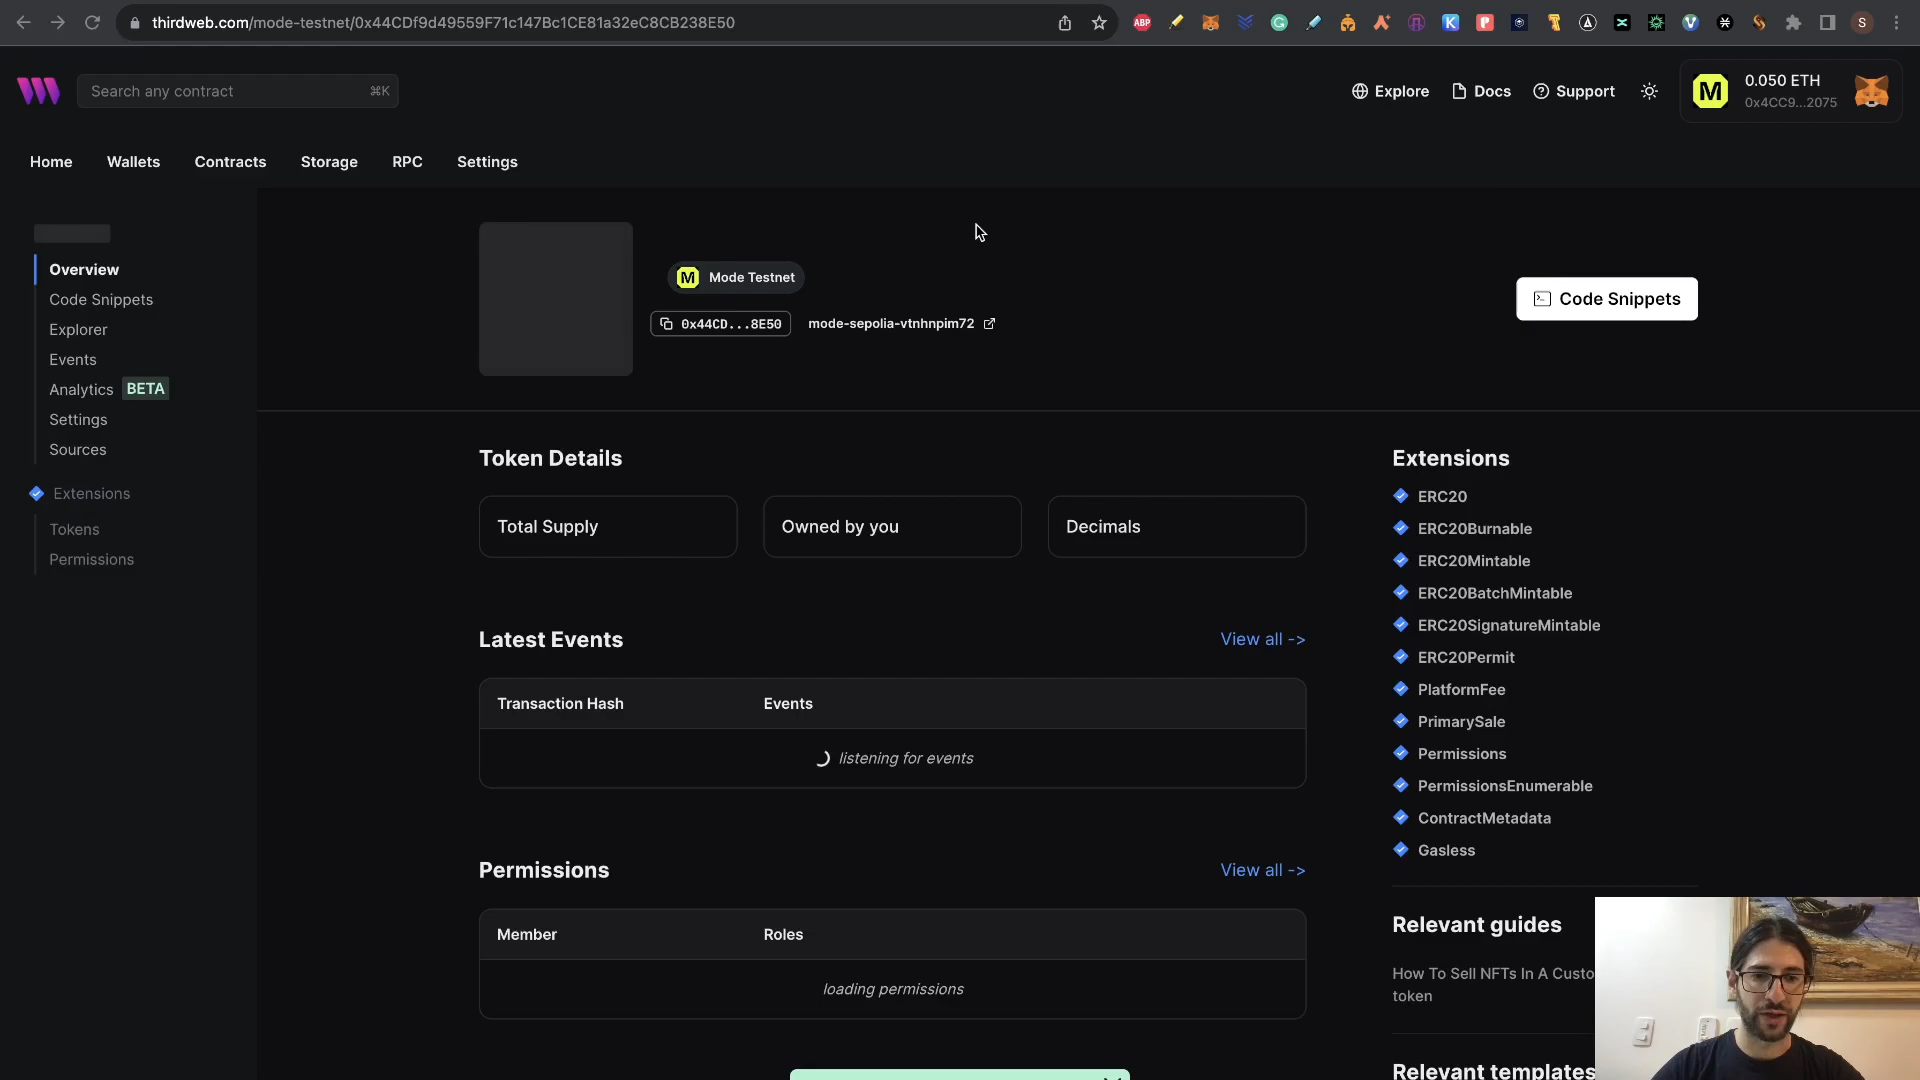 thirdweb.com/mode-testnet/0x44CDf9d49559F71c147Bc1CE81a32eC8CB238E50
ABP
S
Search any contract
⌘K
Explore
Docs
Support
M
0.050 ETH
0x4CC9...2075
Home
Wallets
Contracts
Storage
RPC
Settings
Overview
Code Snippets
Explorer
Events
Analytics BETA
Settings
Sources
Extensions
Tokens
Permissions
M Mode Testnet
0x44CD...8E50
mode-sepolia-vtnhnpim72
Code Snippets
Token Details
Total Supply
Owned by you
Decimals
Latest Events
View all ->
Transaction Hash
Events
listening for events
Permissions
View all ->
Member
Roles
loading permissions
Extensions
ERC20
ERC20Burnable
ERC20Mintable
ERC20BatchMintable
ERC20SignatureMintable
ERC20Permit
PlatformFee
PrimarySale
Permissions
PermissionsEnumerable
ContractMetadata
Gasless
Relevant guides
How To Sell NFTs In A Custo
token
Relevant templates